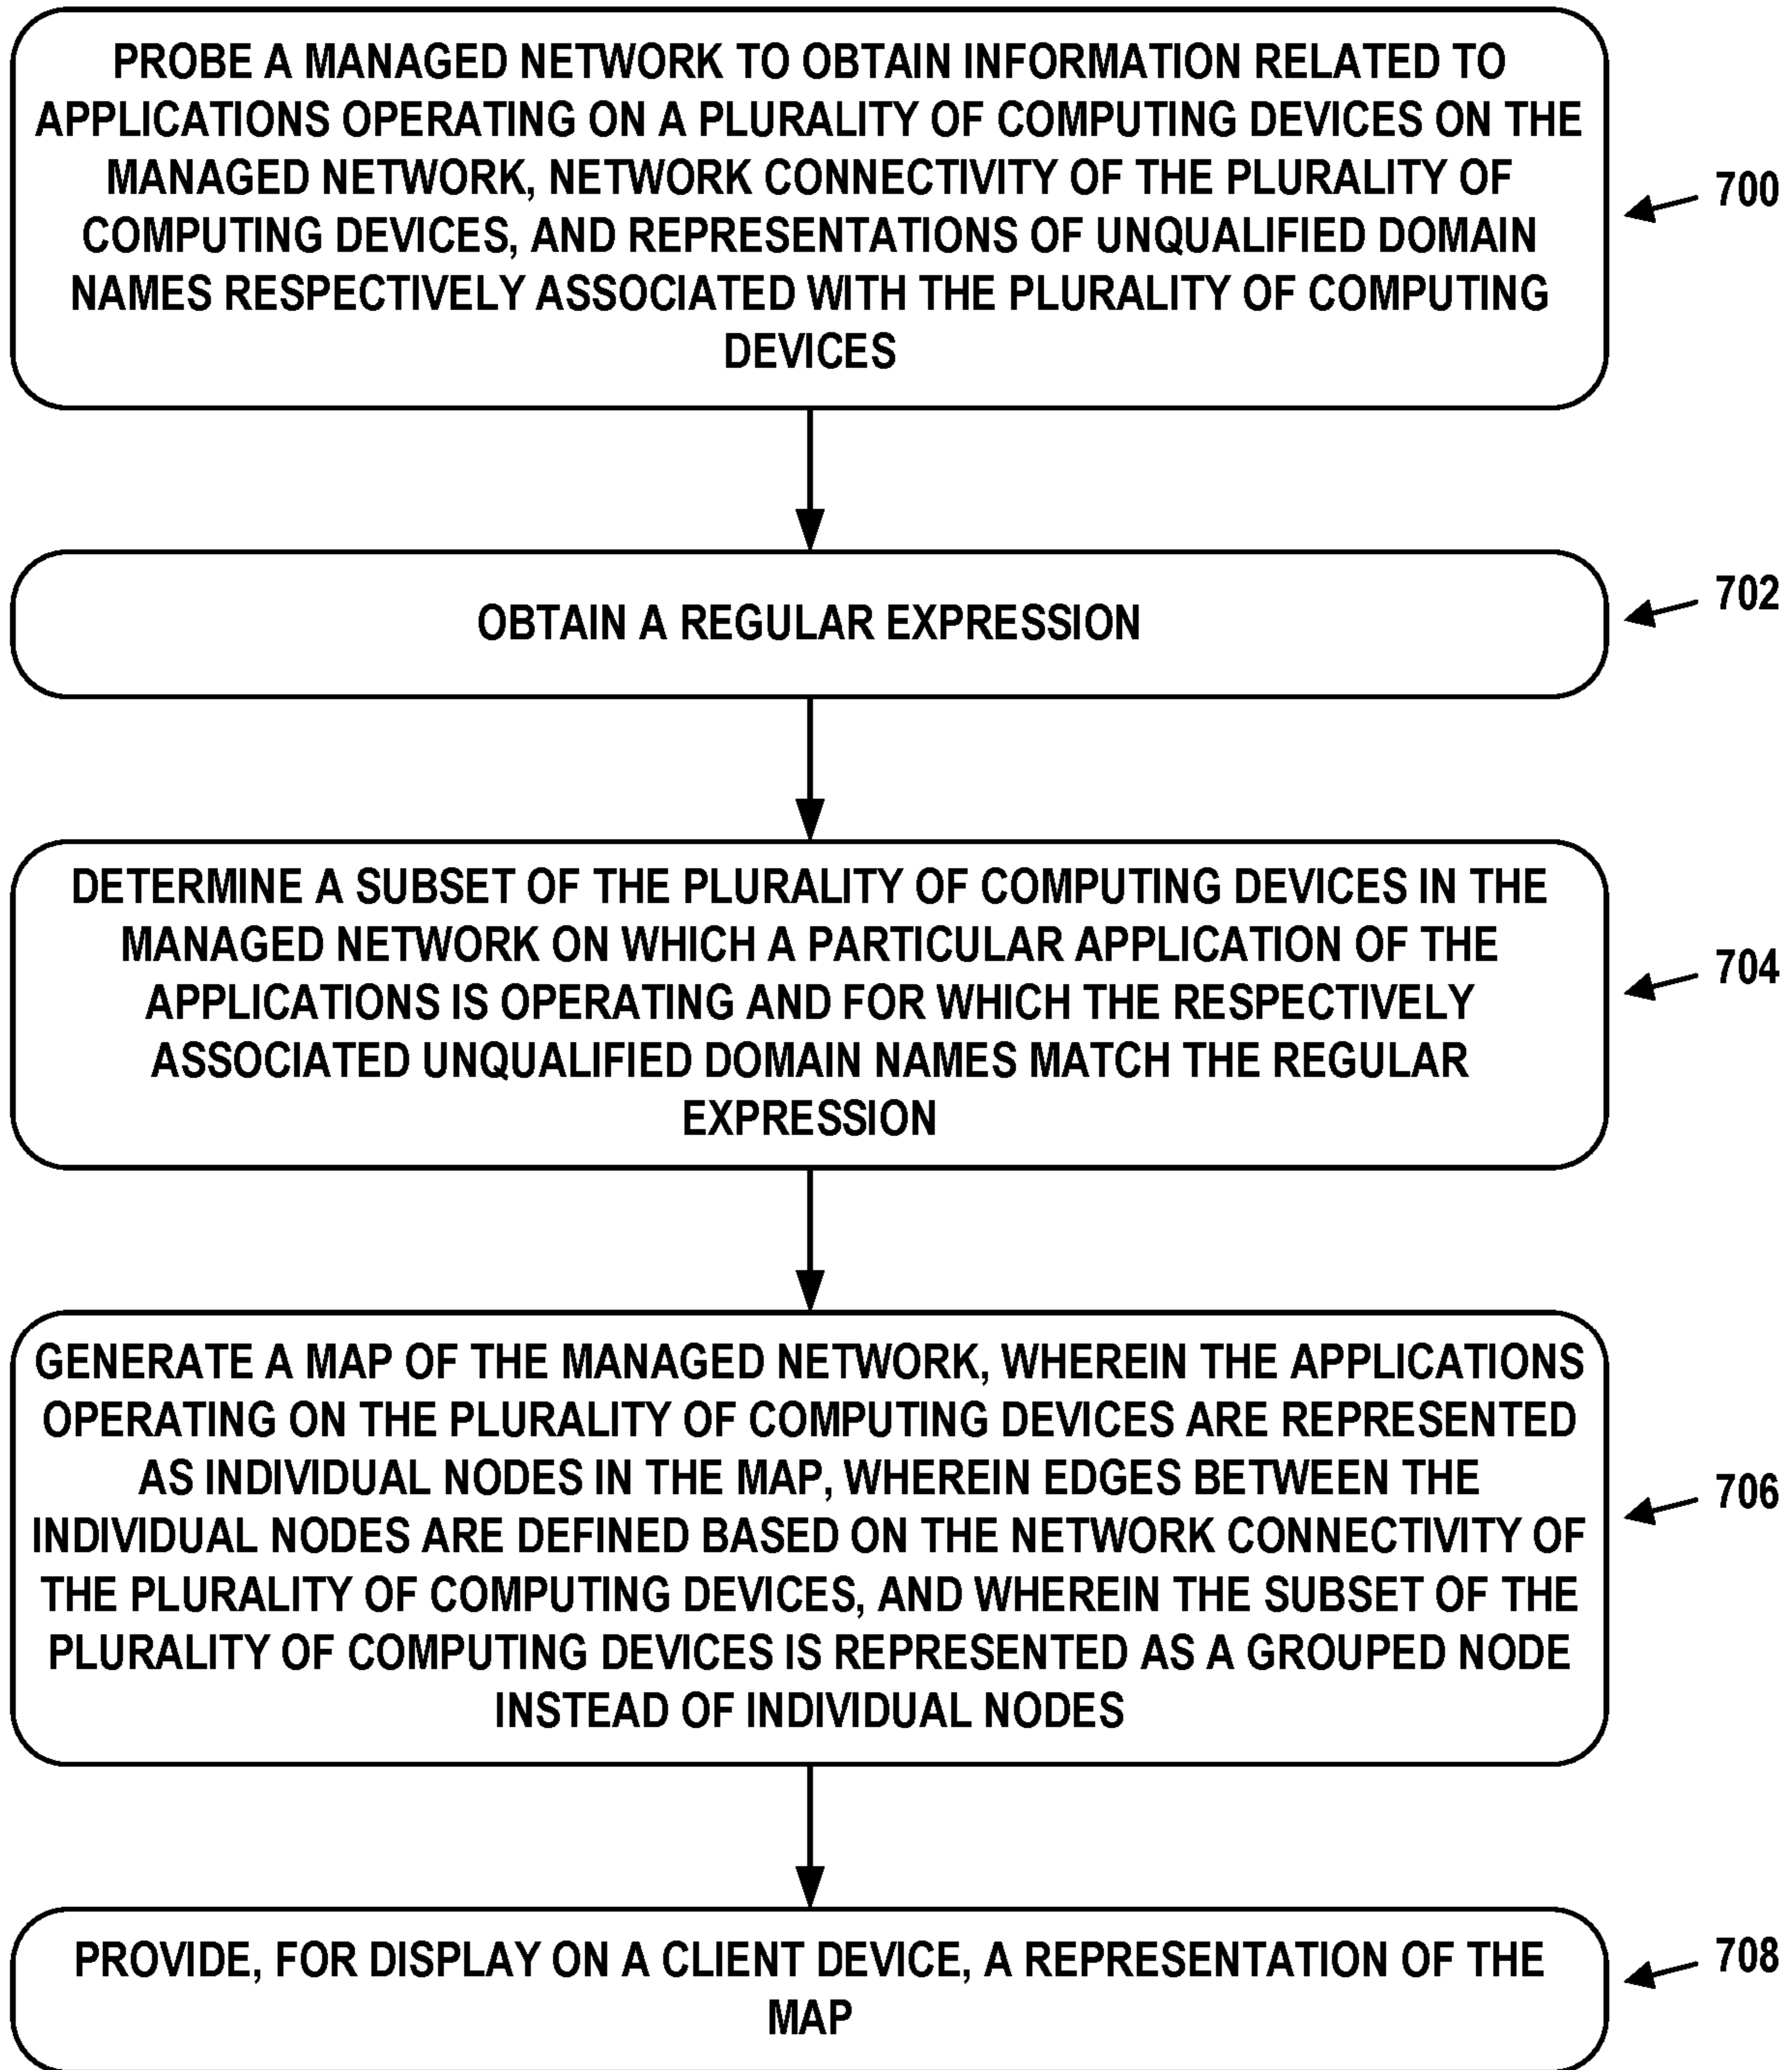 PROBE A MANAGED NETWORK TO OBTAIN INFORMATION RELATED TO
APPLICATIONS OPERATING ON A PLURALITY OF COMPUTING DEVICES ON THE
MANAGED NETWORK, NETWORK CONNECTIVITY OF THE PLURALITY OF
COMPUTING DEVICES, AND REPRESENTATIONS OF UNQUALIFIED DOMAIN
NAMES RESPECTIVELY ASSOCIATED WITH THE PLURALITY OF COMPUTING
DEVICES
700
OBTAIN A REGULAR EXPRESSION
702
DETERMINE A SUBSET OF THE PLURALITY OF COMPUTING DEVICES IN THE
MANAGED NETWORK ON WHICH A PARTICULAR APPLICATION OF THE
APPLICATIONS IS OPERATING AND FOR WHICH THE RESPECTIVELY
ASSOCIATED UNQUALIFIED DOMAIN NAMES MATCH THE REGULAR
EXPRESSION
704
GENERATE A MAP OF THE MANAGED NETWORK, WHEREIN THE APPLICATIONS
OPERATING ON THE PLURALITY OF COMPUTING DEVICES ARE REPRESENTED
AS INDIVIDUAL NODES IN THE MAP, WHEREIN EDGES BETWEEN THE
INDIVIDUAL NODES ARE DEFINED BASED ON THE NETWORK CONNECTIVITY OF
THE PLURALITY OF COMPUTING DEVICES, AND WHEREIN THE SUBSET OF THE
PLURALITY OF COMPUTING DEVICES IS REPRESENTED AS A GROUPED NODE
INSTEAD OF INDIVIDUAL NODES
706
PROVIDE, FOR DISPLAY ON A CLIENT DEVICE, A REPRESENTATION OF THE
MAP
708